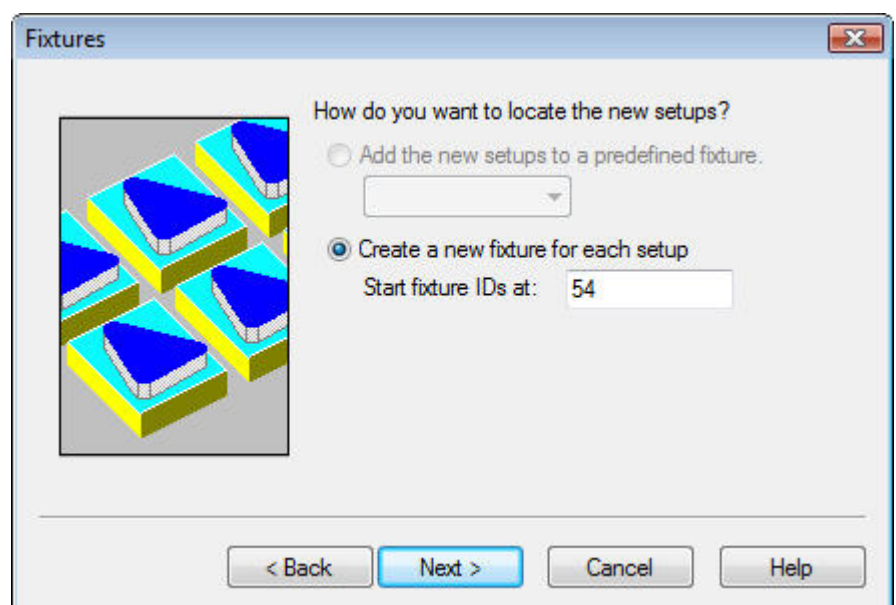 Fixtures
How do you want to locate the new setups?
Add the new setups to a predefined fixture.
Create a new fixture for each setup
Start fixture IDs at: 54
< Back Next > Cancel Help